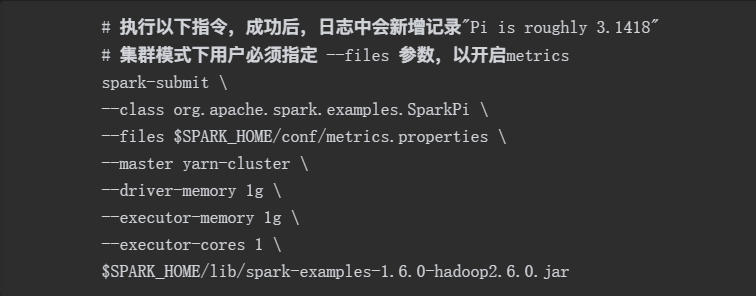 # 执行以下指令，成功后，日志中会新增记录"Pi is roughly 3.1418"
# 集群模式下用户必须指定 --files 参数，以开启metrics
spark-submit \
--class org.apache.spark.examples.SparkPi \
--files $SPARK_HOME/conf/metrics.properties \
--master yarn-cluster \
--driver-memory 1g \
--executor-memory 1g \
--executor-cores 1 \
$SPARK_HOME/lib/spark-examples-1.6.0-hadoop2.6.0.jar